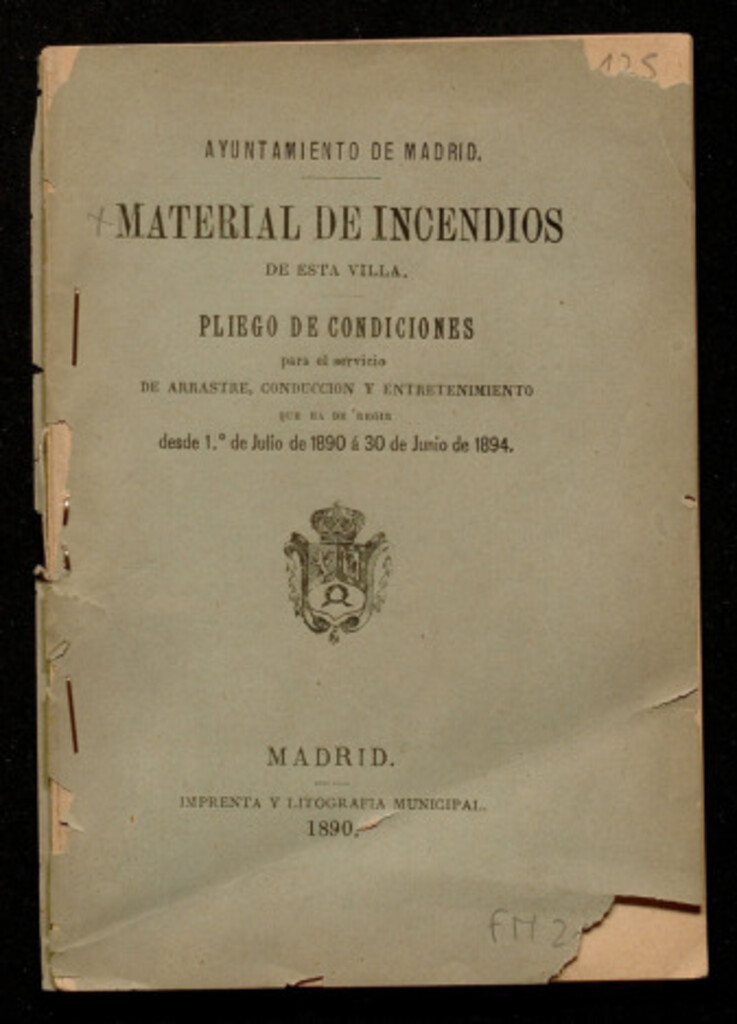 125
AYUNTAMIENTO DE MADRID.
MATERIAL DE INCENDIOS
DE ESTA VILLA.
PLIEGO DE CONDICIONES
para el servicio
DE ARRASTRE, CONDUCCION Y ENTRETENIMIENTO
QUE HA DE REGIR
desde 1.º de Julio de 1890 á 30 de Junio de 1894.
MADRID.
IMPRENTA Y LITOGRAFIA MUNICIPAL.
1890.
FM 2